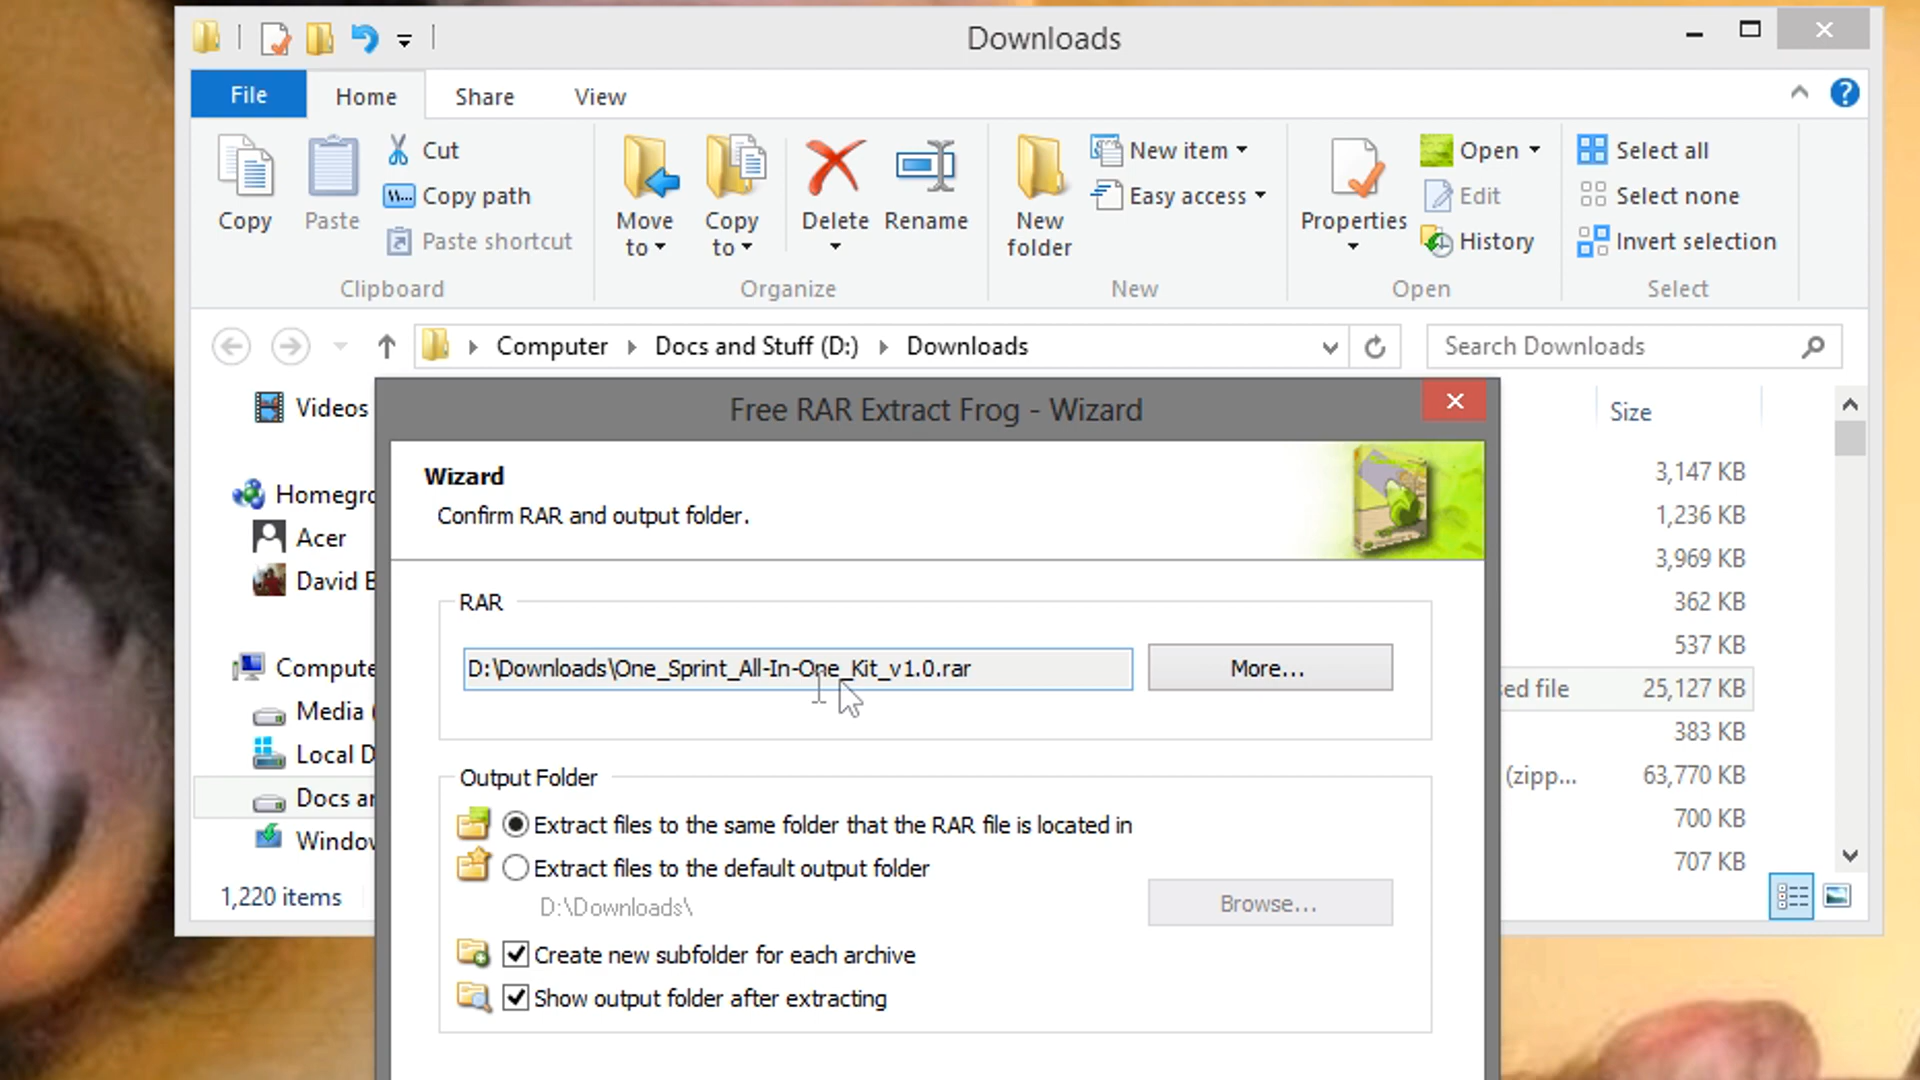 Downloads
File
Home
Share
View
Copy
Paste
Cut
Copy path
Paste shortcut
Clipboard
Move to
Copy to
Delete
Rename
Organize
New folder
New item
Easy access
New
Properties
Open
Edit
History
Open
Select all
Select none
Invert selection
Select
Computer
Docs and Stuff (D:)
Downloads
Search Downloads
Videos
Homegro
Acer
David E
Compute
Media (
Local D
Docs ar
Window
1,220 items
Size
3,147 KB
1,236 KB
3,969 KB
362 KB
537 KB
ed file 25,127 KB
383 KB
(zipp... 63,770 KB
700 KB
707 KB
Free RAR Extract Frog - Wizard
Wizard
Confirm RAR and output folder.
RAR
D:\Downloads\One_Sprint_All-In-One_Kit_v1.0.rar
More...
Output Folder
Extract files to the same folder that the RAR file is located in
Extract files to the default output folder
D:\Downloads\
Browse...
Create new subfolder for each archive
Show output folder after extracting